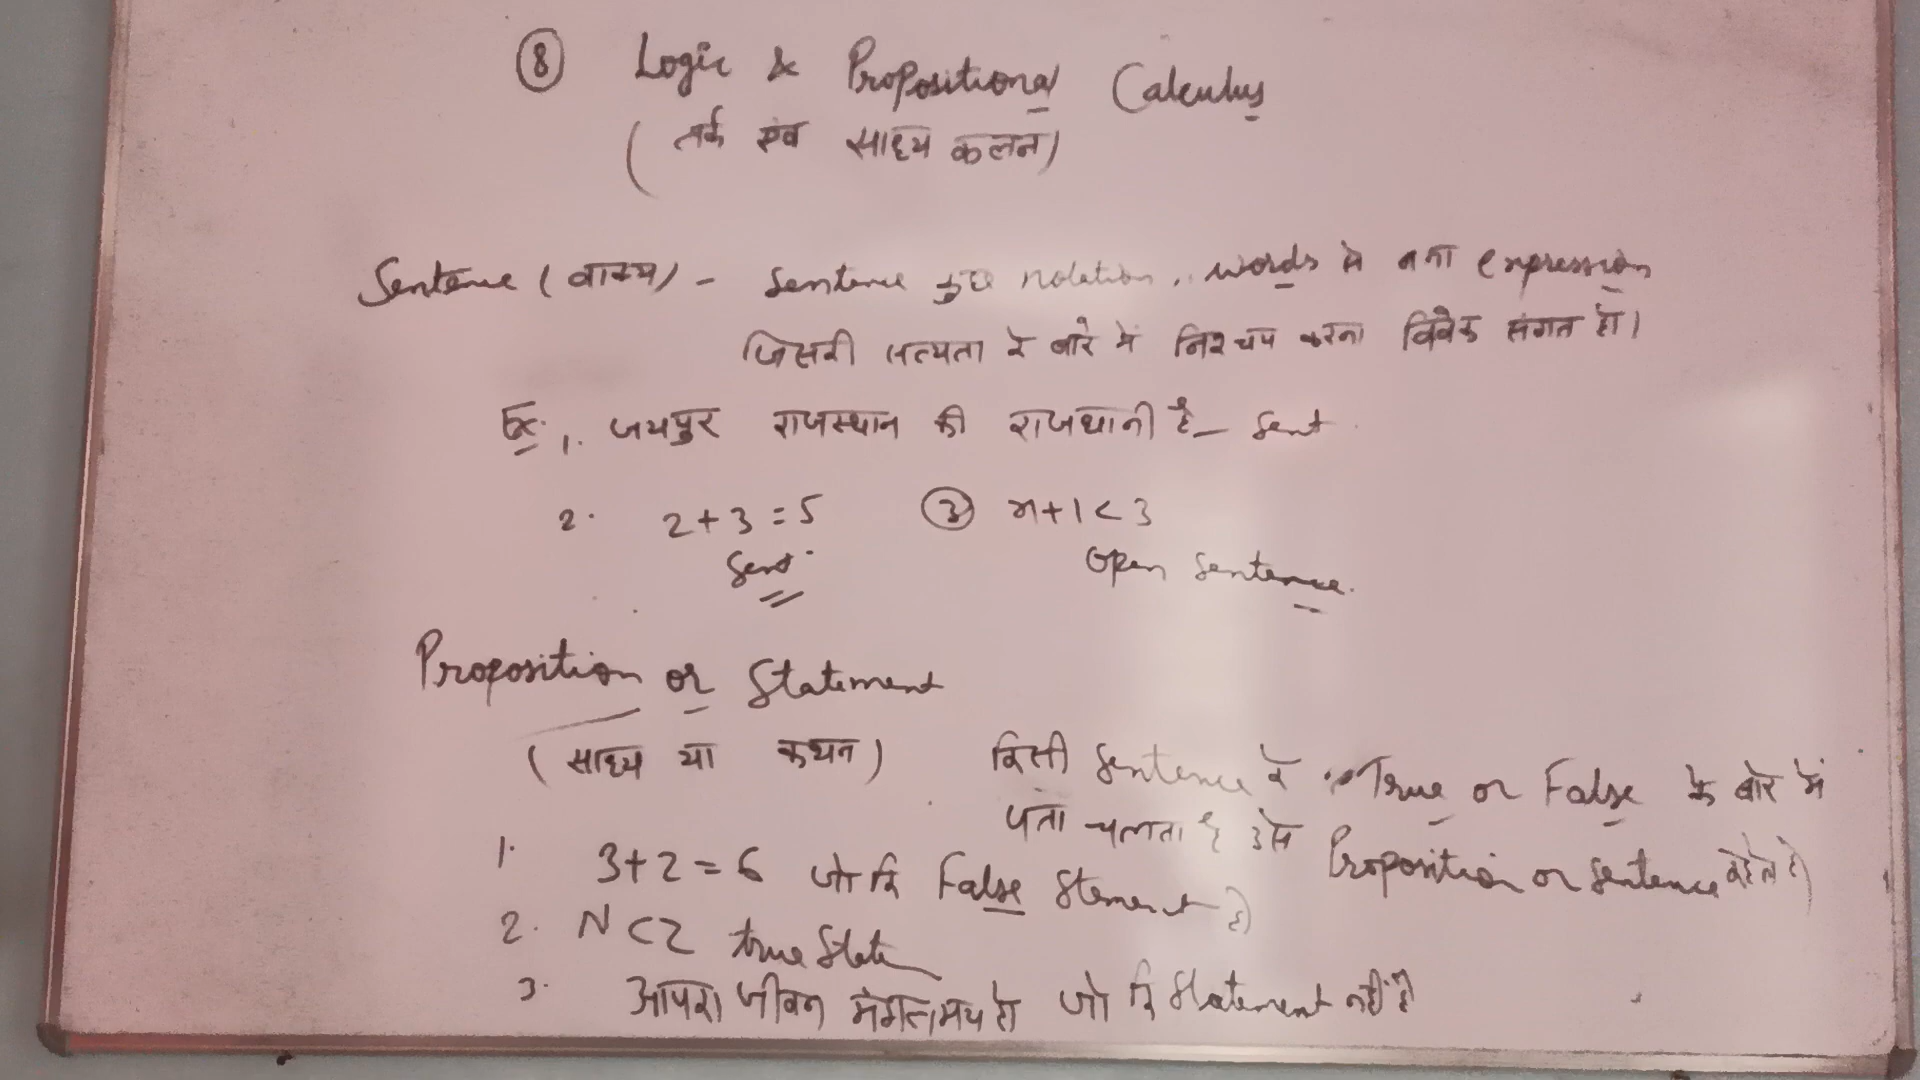 ⑧ Logic & Propositional Calculus
( तर्क एवं साध्य कलन)
Sentence (वाक्य) - Sentence कुछ notation, words से बना expression
जिसकी सत्यता के बारे में निश्चय करना विवेक संगत हो।
Ex. 1. जयपुर राजस्थान की राजधानी है - Sent.
2. 2+3=5 ③ x+1<3
Sent. Open Sentence.
Proposition or Statement
( साध्य या कथन) किसी Sentence के True or False के बारे में
पता चलता है उसे Proposition or Sentence कहते है)
1. 3+2=6 जो कि False Stement है)
2. N⊂Z true State
3. आपका जीवन मंगलमय हो जो कि Statement नहीं है